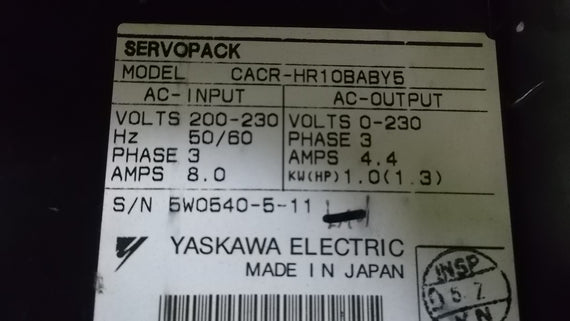 SERVOPACK
MODEL CACR-HR10BABY5
AC-INPUT AC-OUTPUT
VOLTS 200-230 VOLTS 0-230
Hz 50/60 PHASE 3
PHASE 3 AMPS 4.4
AMPS 8.0 KW(HP) 1.0(1.3)
S/N 5W0540-5-11
YASKAWA ELECTRIC
MADE IN JAPAN
INSP